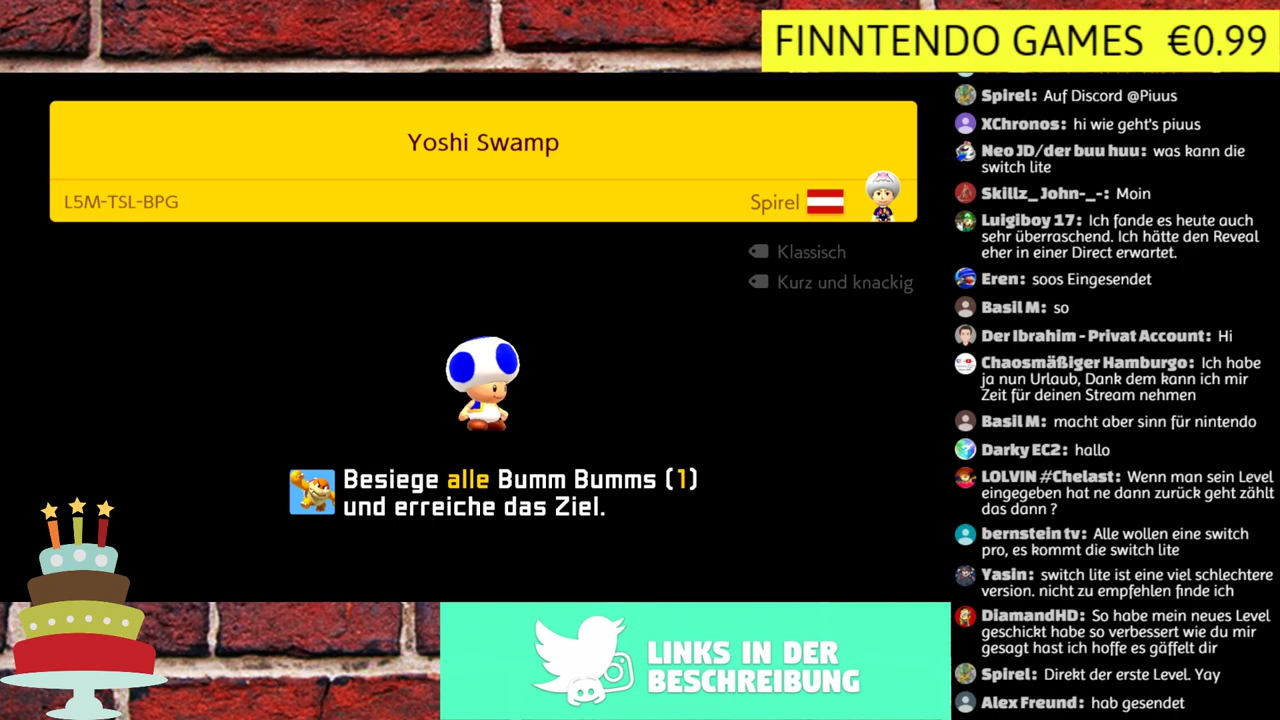 FINNTENDO GAMES €0.99
Yoshi Swamp
L5M-TSL-BPG
Spirel
Klassisch
Kurz und knackig
Besiege alle Bumm Bumms (1)
und erreiche das Ziel.
LINKS IN DER
BESCHREIBUNG
Spirel: Auf Discord @Piuus
XChronos: hi wie geht's piuus
Neo JD/der buu huu: was kann die
switch lite
Skillz_John-_-: Moin
Luigiboy 17: Ich fande es heute auch
sehr überraschend. Ich hätte den Reveal
eher in einer Direct erwartet.
Eren: soos Eingesendet
Basil M: so
Der Ibrahim - Privat Account: Hi
Chaosmäßiger Hamburgo: Ich habe
ja nun Urlaub, Dank dem kann ich mir
Zeit für deinen Stream nehmen
Basil M: macht aber sinn für nintendo
Darky EC2: hallo
LOLVIN #Chelast: Wenn man sein Level
eingegeben hat ne dann zurück geht zählt
das dann ?
bernstein tv: Alle wollen eine switch
pro, es kommt die switch lite
Yasin: switch lite ist eine viel schlechtere
version. nicht zu empfehlen finde ich
DiamandHD: So habe mein neues Level
geschickt habe so verbessert wie du mir
gesagt hast ich hoffe es gäffelt dir
Spirel: Direkt der erste Level. Yay
Alex Freund: hab gesendet